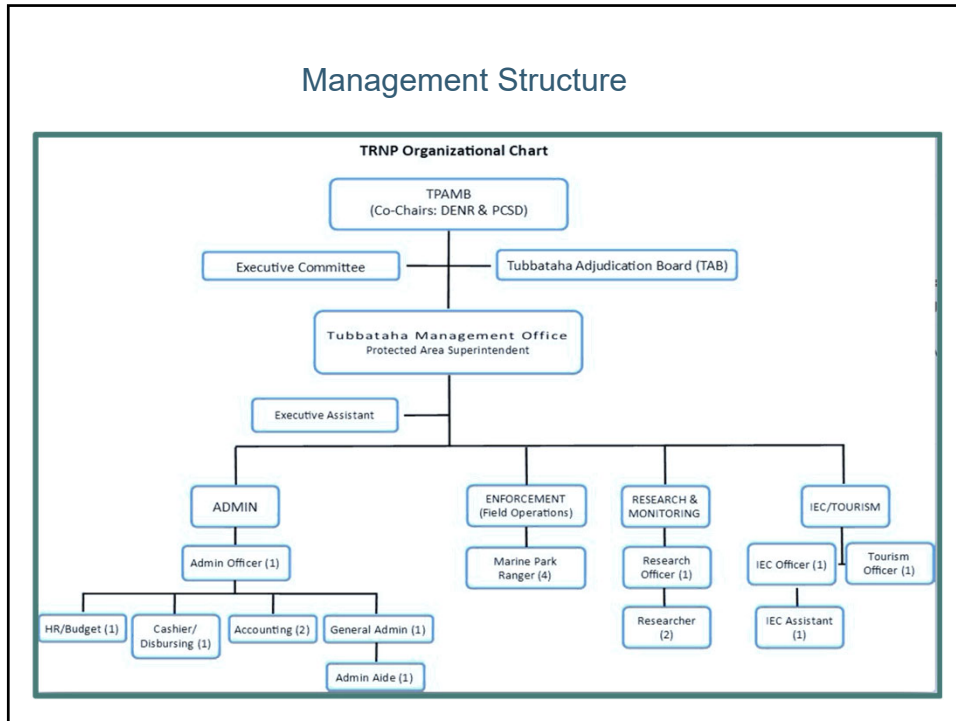 Management Structure
TRNP Organizational Chart
TPAMB
(Co-Chairs: DENR & PCSD)
Executive Committee
Tubbataha Adjudication Board (TAB)
Tubbataha Management Office
Protected Area Superintendent
Executive Assistant
ADMIN
ENFORCEMENT
(Field Operations)
RESEARCH &
MONITORING
IEC/TOURISM
Admin Officer (1)
Marine Park
Ranger (4)
Research
Officer (1)
IEC Officer (1)
Tourism
Officer (1)
HR/Budget (1)
Cashier/
Disbursing (1)
Accounting (2)
General Admin (1)
Researcher
(2)
IEC Assistant
(1)
Admin Aide (1)